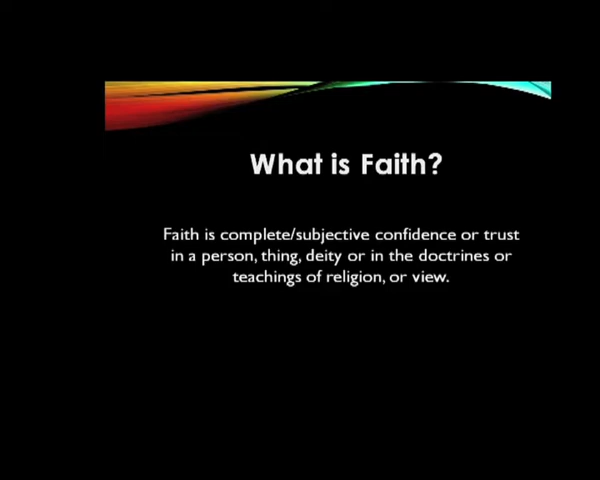 What is Faith?
Faith is complete/subjective confidence or trust
in a person, thing, deity or in the doctrines or
teachings of religion, or view.